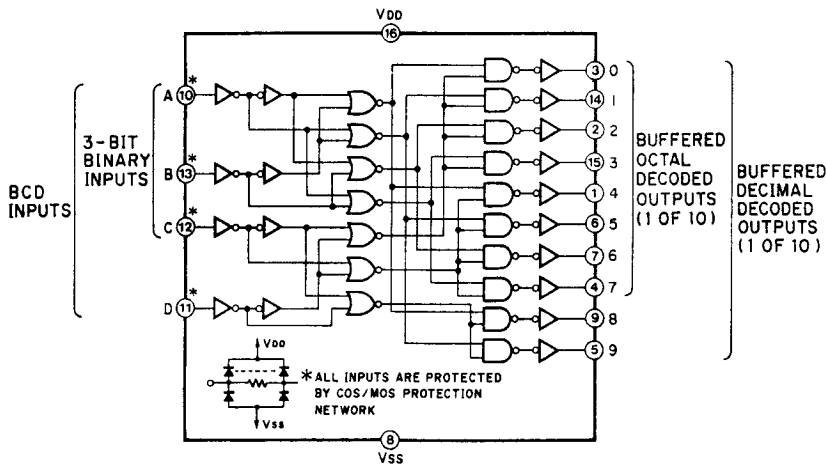 VDD
16
BCD
INPUTS
3-BIT
BINARY
INPUTS
A 10 *
B 13 *
C 12 *
D 11 *
3 0
14 1
2 2
15 3
1 4
6 5
7 6
4 7
9 8
5 9
BUFFERED
OCTAL
DECODED
OUTPUTS
(1 OF 10)
BUFFERED
DECIMAL
DECODED
OUTPUTS
(1 OF 10)
VDD
VSS
* ALL INPUTS ARE PROTECTED
BY COS/MOS PROTECTION
NETWORK
8
VSS